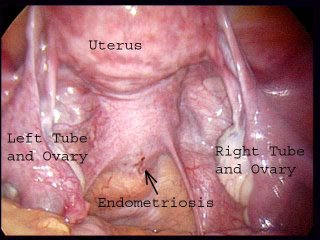 Uterus
Left Tube
and Ovary
Right Tube
and Ovary
Endometriosis